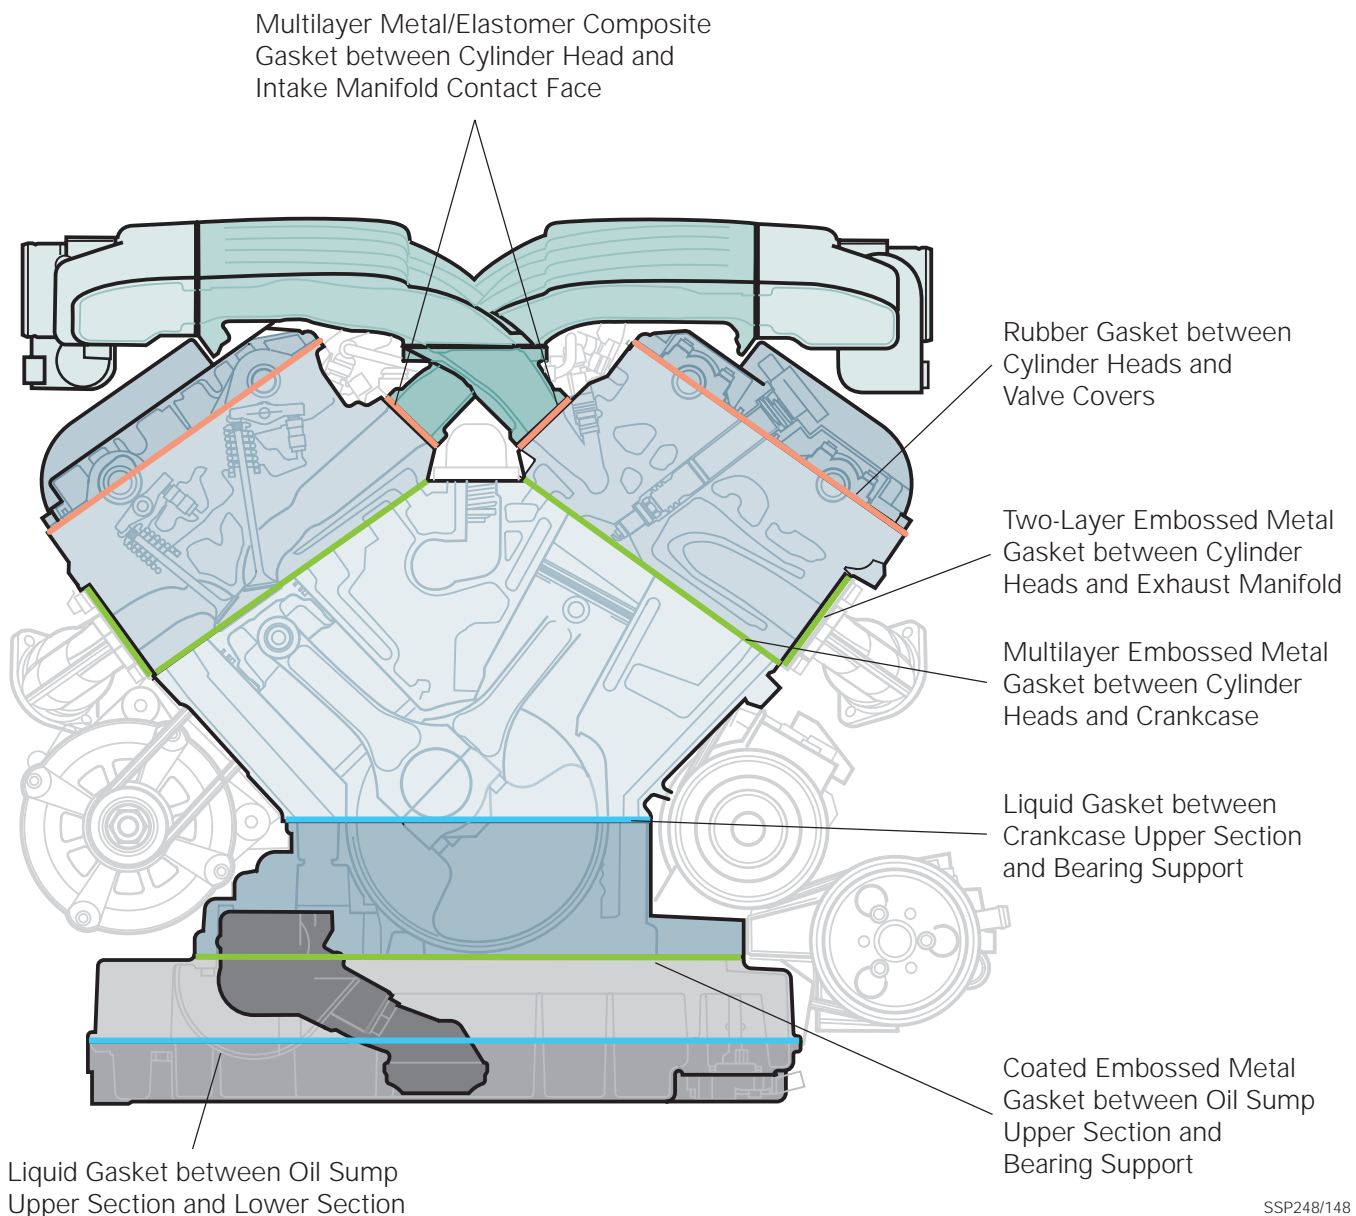 Multilayer Metal/Elastomer Composite
Gasket between Cylinder Head and
Intake Manifold Contact Face
Rubber Gasket between
Cylinder Heads and
Valve Covers
Two-Layer Embossed Metal
Gasket between Cylinder
Heads and Exhaust Manifold
Multilayer Embossed Metal
Gasket between Cylinder
Heads and Crankcase
Liquid Gasket between
Crankcase Upper Section
and Bearing Support
Coated Embossed Metal
Gasket between Oil Sump
Upper Section and
Bearing Support
Liquid Gasket between Oil Sump
Upper Section and Lower Section
SSP248/148